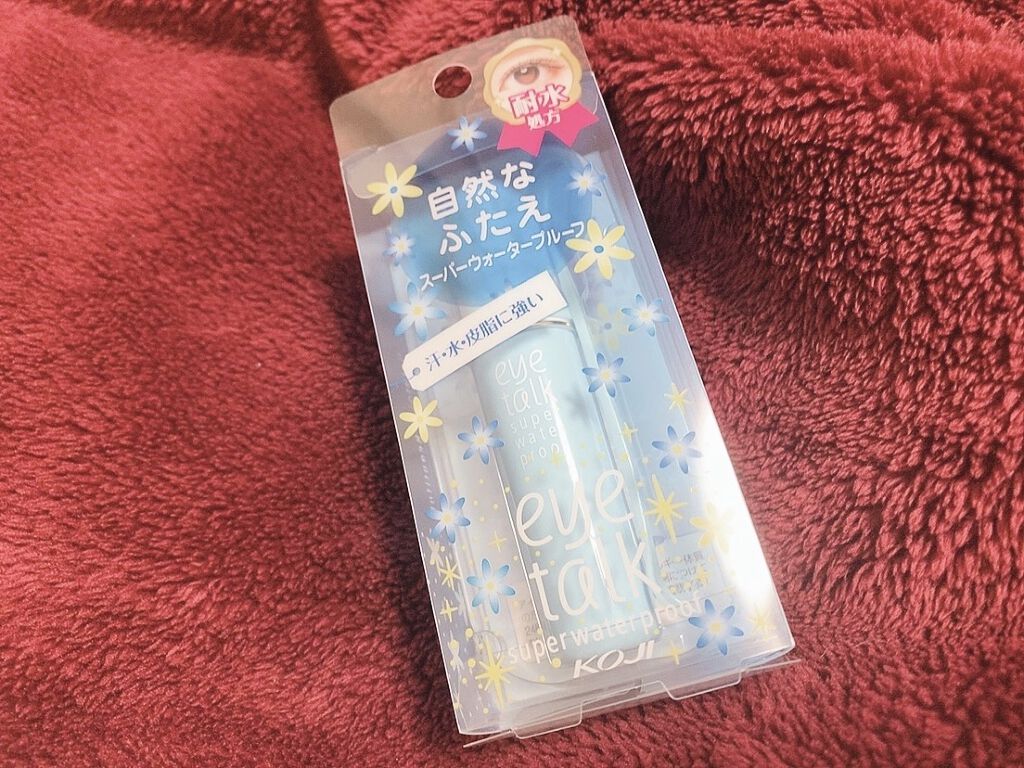 耐水
処方
自然な
ふたえ
スーパーウォータープルーフ
汗・水・皮脂に強い
eye
talk
super
water
proof
eye
talk
super waterproof
KOJI